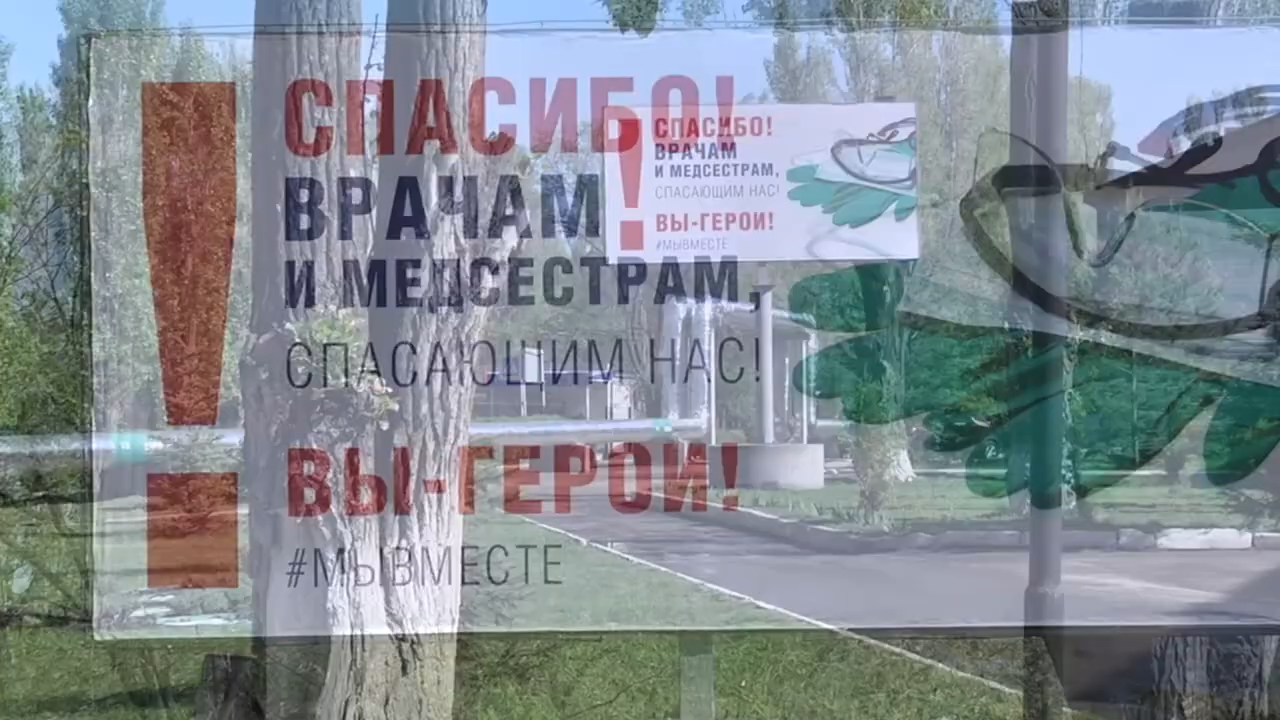 СПАСИБО!
ВРАЧАМ
И МЕДСЕСТРАМ,
СПАСАЮЩИМ НАС!
ВЫ-ГЕРОИ!
#МЫВМЕСТЕ
СПАСИБО!
ВРАЧАМ
И МЕДСЕСТРАМ,
СПАСАЮЩИМ НАС!
ВЫ-ГЕРОИ!
#МЫВМЕСТЕ